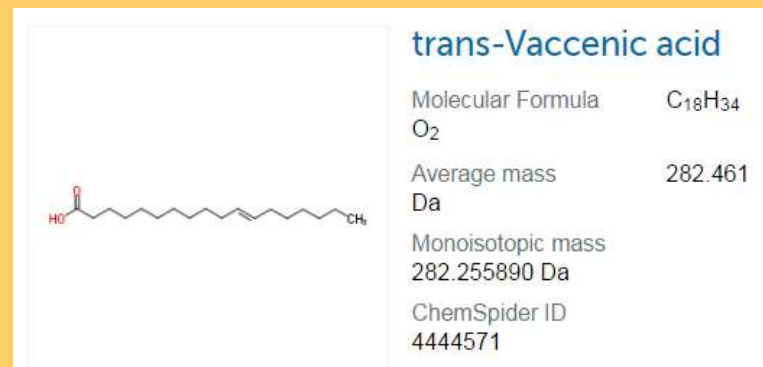 trans-Vaccenic acid
Molecular Formula C₁₈H₃₄
O₂
Average mass 282.461
Da
Monoisotopic mass
282.255890 Da
ChemSpider ID
4444571
O
HO
CH₃